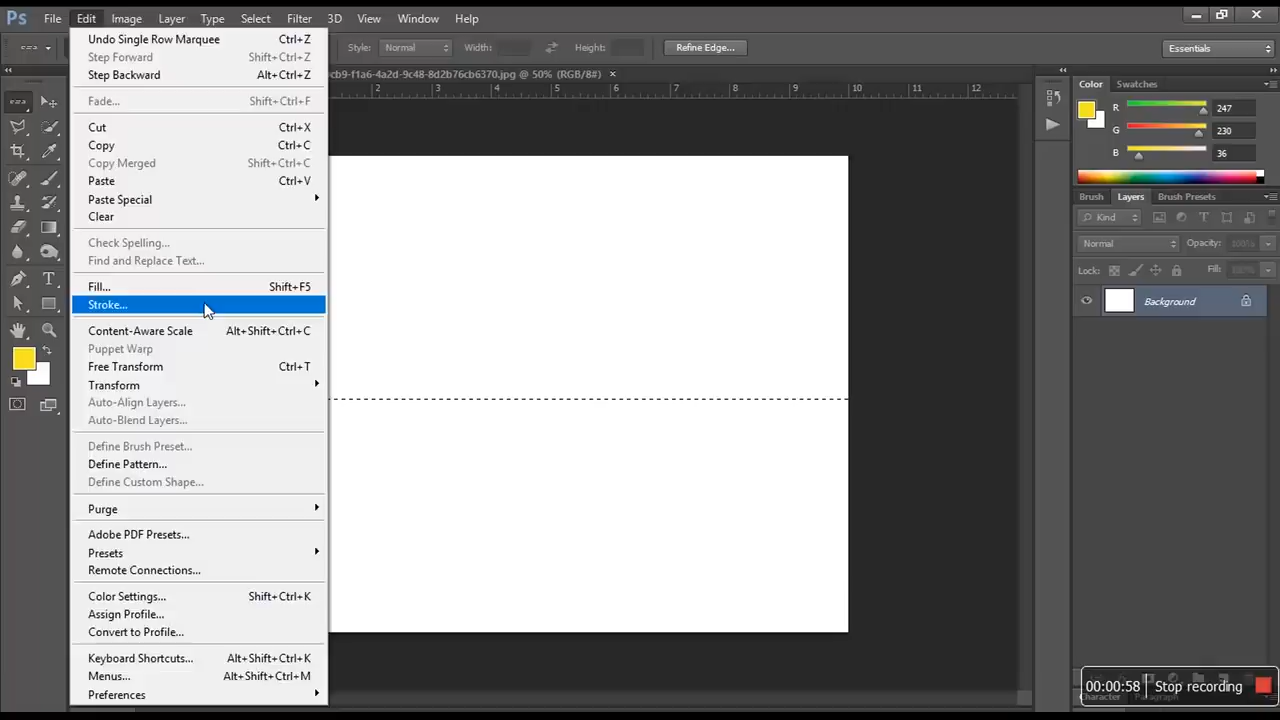 Ps File Edit Image Layer Type Select Filter 3D View Window Help
Style: Normal Width: Height: Refine Edge... Essentials
cb9-f1a6-4a2d-9c48-8d2b76cb6370.jpg @ 50% (RGB/8#) ×
2 3 4 5 6 7 8 9 10 11 12
Undo Single Row Marquee Ctrl+Z
Step Forward Shift+Ctrl+Z
Step Backward Alt+Ctrl+Z
Fade... Shift+Ctrl+F
Cut Ctrl+X
Copy Ctrl+C
Copy Merged Shift+Ctrl+C
Paste Ctrl+V
Paste Special
Clear
Check Spelling...
Find and Replace Text...
Fill... Shift+F5
Stroke...
Content-Aware Scale Alt+Shift+Ctrl+C
Puppet Warp
Free Transform Ctrl+T
Transform
Auto-Align Layers...
Auto-Blend Layers...
Define Brush Preset...
Define Pattern...
Define Custom Shape...
Purge
Adobe PDF Presets...
Presets
Remote Connections...
Color Settings... Shift+Ctrl+K
Assign Profile...
Convert to Profile...
Keyboard Shortcuts... Alt+Shift+Ctrl+K
Menus... Alt+Shift+Ctrl+M
Preferences
Color Swatches
R 247
G 230
B 36
Brush Layers Brush Presets
Kind
Normal Opacity: 100%
Lock: Fill: 100%
Background
00:00:58 Stop recording
Character Paragraph